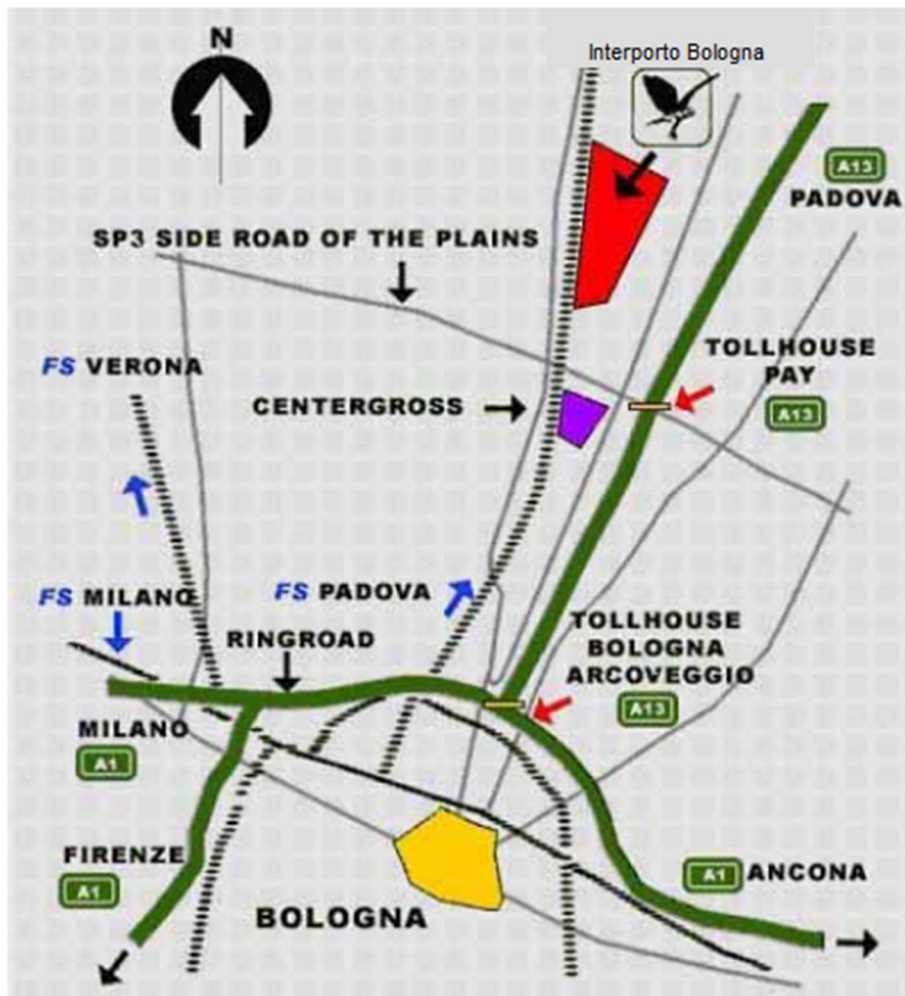 N
Interporto Bologna
A13
PADOVA
SP3 SIDE ROAD OF THE PLAINS
FS VERONA
TOLLHOUSE
PAY
A13
CENTERGROSS
FS MILANO
FS PADOVA
RINGROAD
TOLLHOUSE
BOLOGNA
ARCOVEGGIO
A13
MILANO
A1
FIRENZE
A1
A1 ANCONA
BOLOGNA